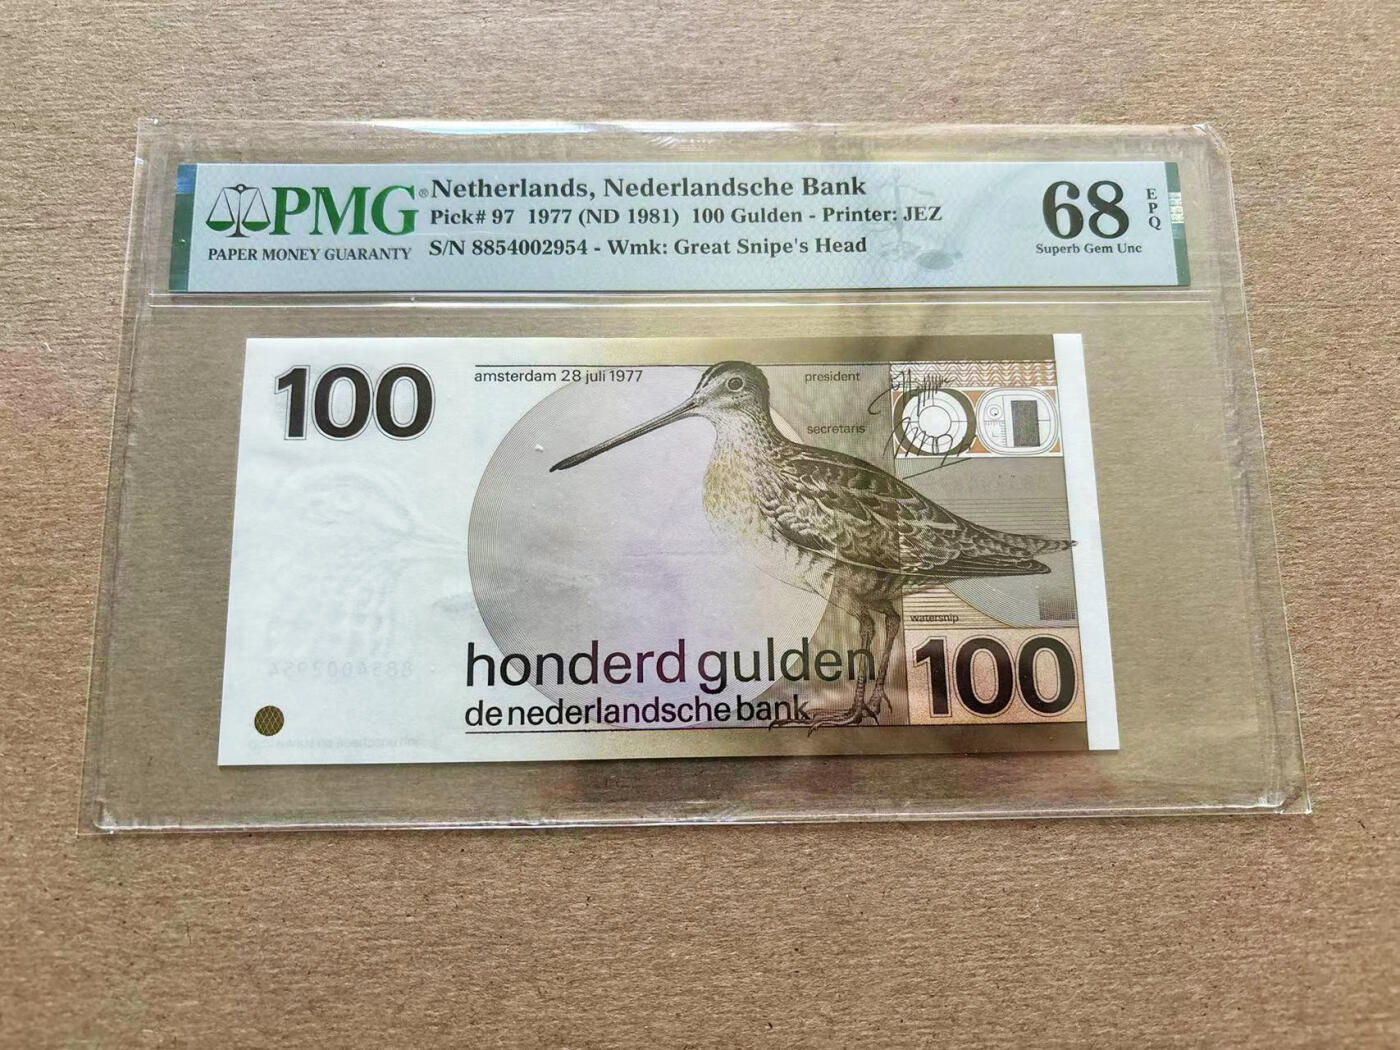 PMG®
PAPER MONEY GUARANTY
Netherlands, Nederlandsche Bank
Pick# 97 1977 (ND 1981) 100 Gulden - Printer: JEZ
S/N 8854002954 - Wmk: Great Snipe's Head
68
Superb Gem Unc
EPQ
100
amsterdam 28 juli 1977
president
secretaris
watersnip
honderd gulden
100
de nederlandsche bank
8854002954